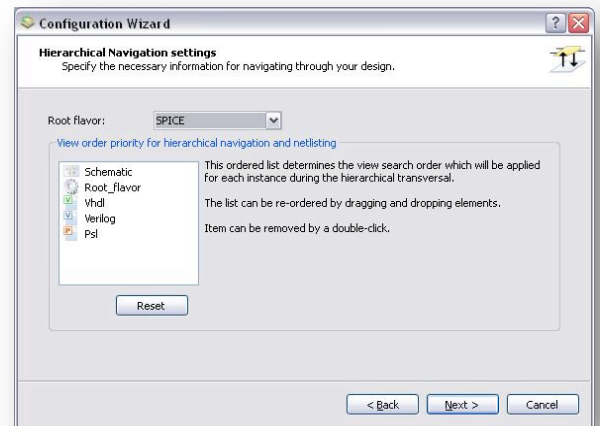 Configuration Wizard
Hierarchical Navigation settings
Specify the necessary information for navigating through your design.
Root flavor: SPICE
View order priority for hierarchical navigation and netlisting
Schematic
Root_flavor
Vhdl
Verilog
Psl
This ordered list determines the view search order which will be applied
for each instance during the hierarchical transversal.
The list can be re-ordered by dragging and dropping elements.
Item can be removed by a double-click.
Reset
< Back Next > Cancel